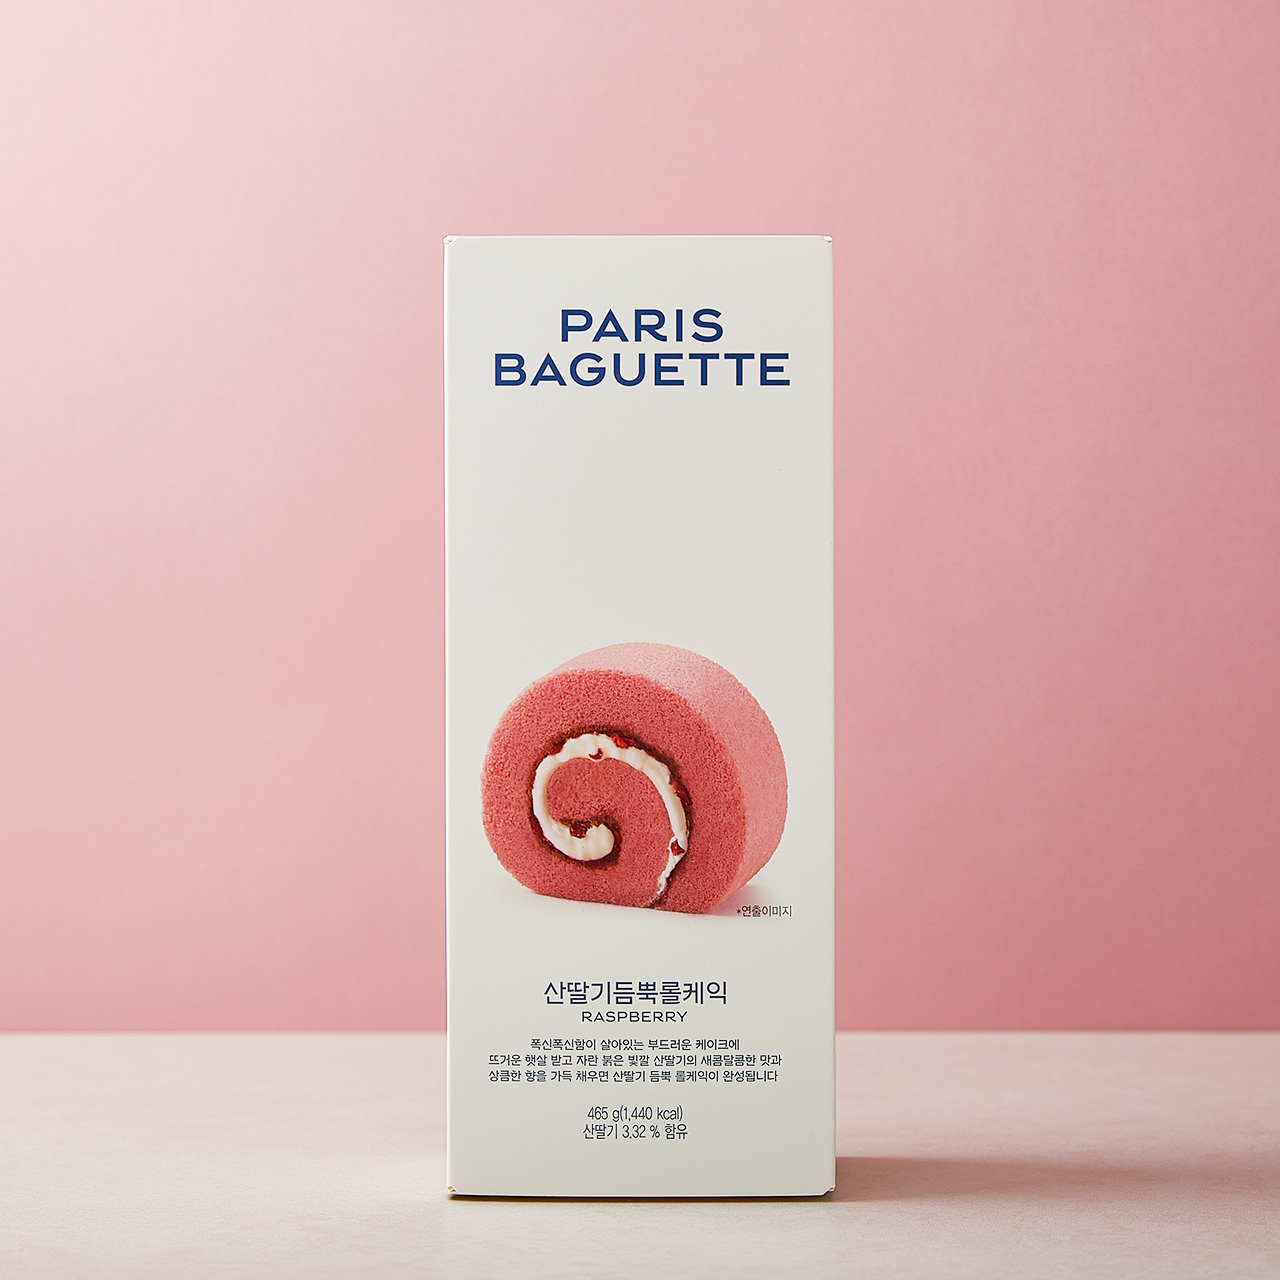 PARIS
BAGUETTE
*연출이미지
산딸기듬뿍롤케익
RASPBERRY
폭신폭신함이 살아있는 부드러운 케이크에
뜨거운 햇살 받고 자란 붉은 빛깔 산딸기의 새콤달콤한 맛과
상큼한 향을 가득 채우면 산딸기 듬뿍 롤케익이 완성됩니다
465 g(1,440 kcal)
산딸기 3.32 % 함유